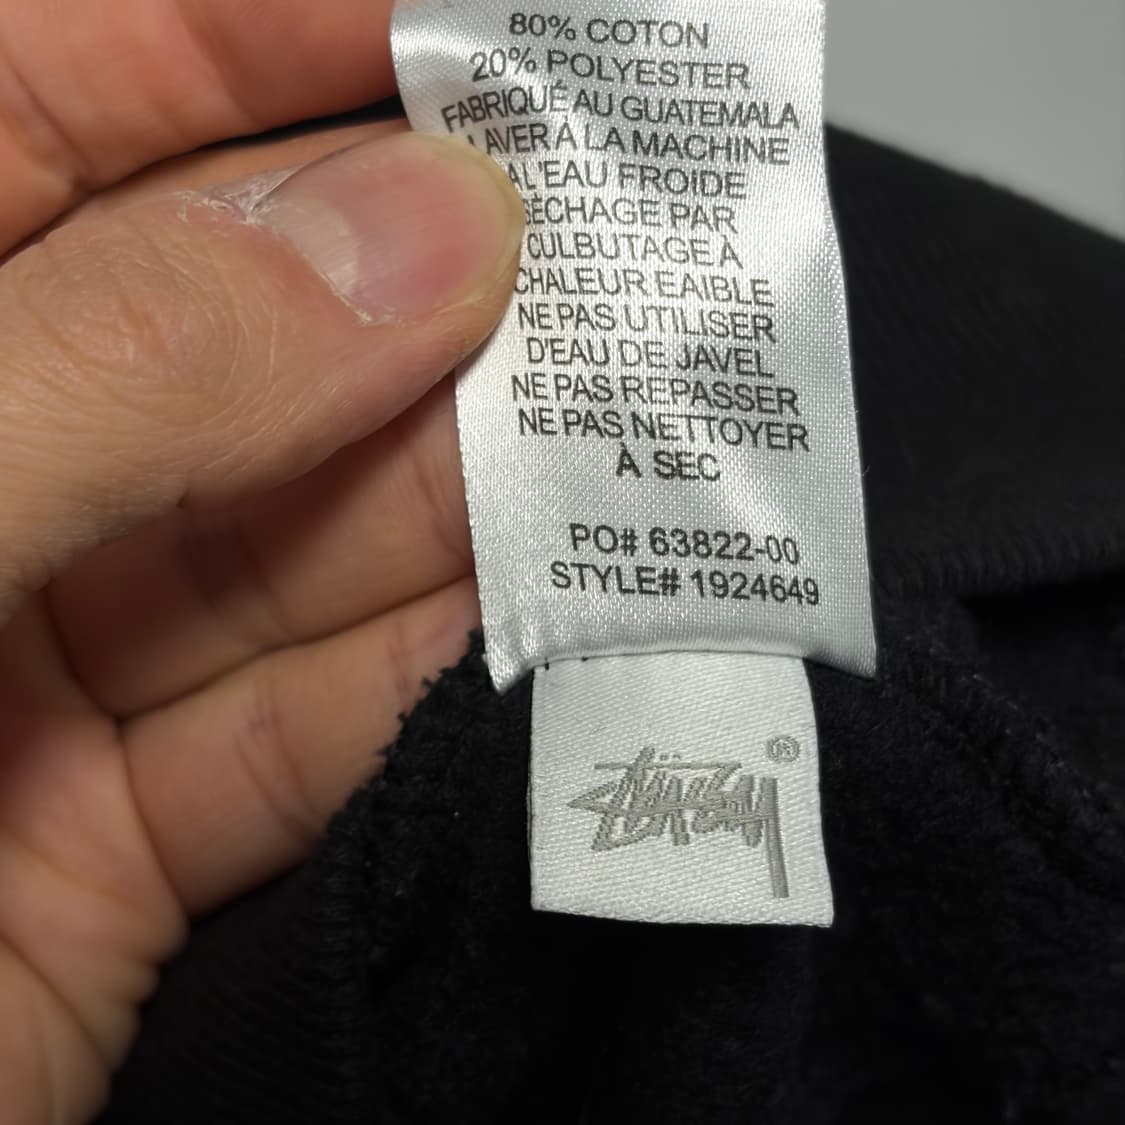 80% COTON
20% POLYESTER
FABRIQUÉ AU GUATEMALA
LAVER À LA MACHINE
À L'EAU FROIDE
SÈCHAGE PAR
CULBUTAGE À
CHALEUR EAIBLE
NE PAS UTILISER
D'EAU DE JAVEL
NE PAS REPASSER
NE PAS NETTOYER
À SEC
PO# 63822-00
STYLE# 1924649
Stüssy ®